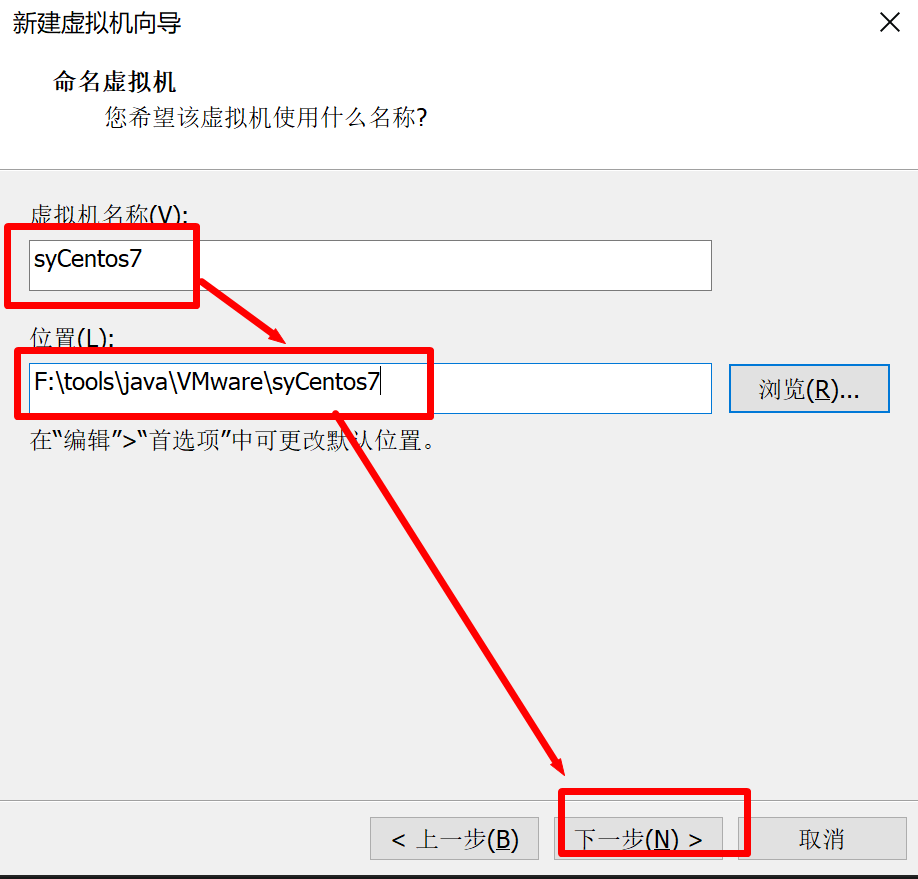 新建虚拟机向导
命名虚拟机
您希望该虚拟机使用什么名称?
虚拟机名称(V):
syCentos7
位置(L):
F:\tools\java\VMware\syCentos7
浏览(R)...
在“编辑”>“首选项”中可更改默认位置。
< 上一步(B)
下一步(N) >
取消